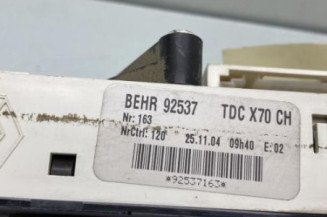 BEHR 92537 TDC X70 CH
Nr: 163
NrCtrl: 120 25.11.04 09h40 E: 02
*92537163*